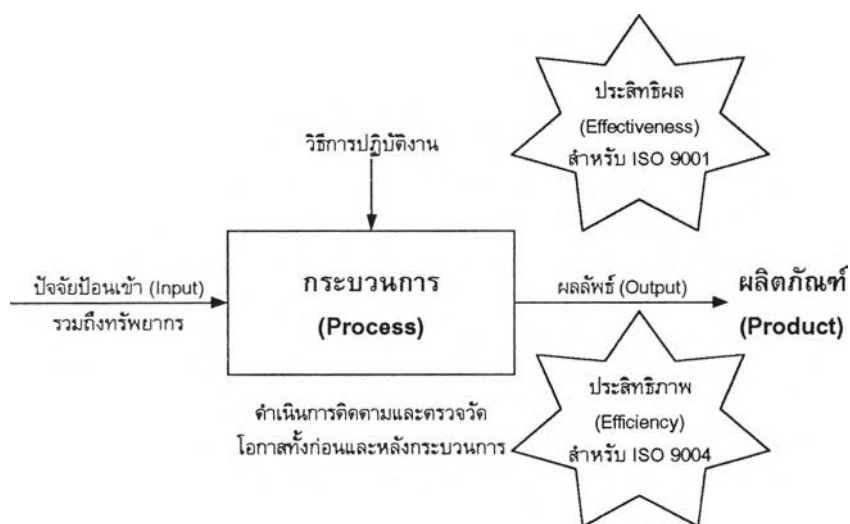 ประสิทธิผล
(Effectiveness)
สำหรับ ISO 9001
วิธีการปฏิบัติงาน
ปัจจัยป้อนเข้า (Input)
รวมถึงทรัพยากร
กระบวนการ
(Process)
ผลลัพธ์ (Output)
ผลิตภัณฑ์
(Product)
ดำเนินการติดตามและตรวจวัด
โอกาสทั้งก่อนและหลังกระบวนการ
ประสิทธิภาพ
(Efficiency)
สำหรับ ISO 9004